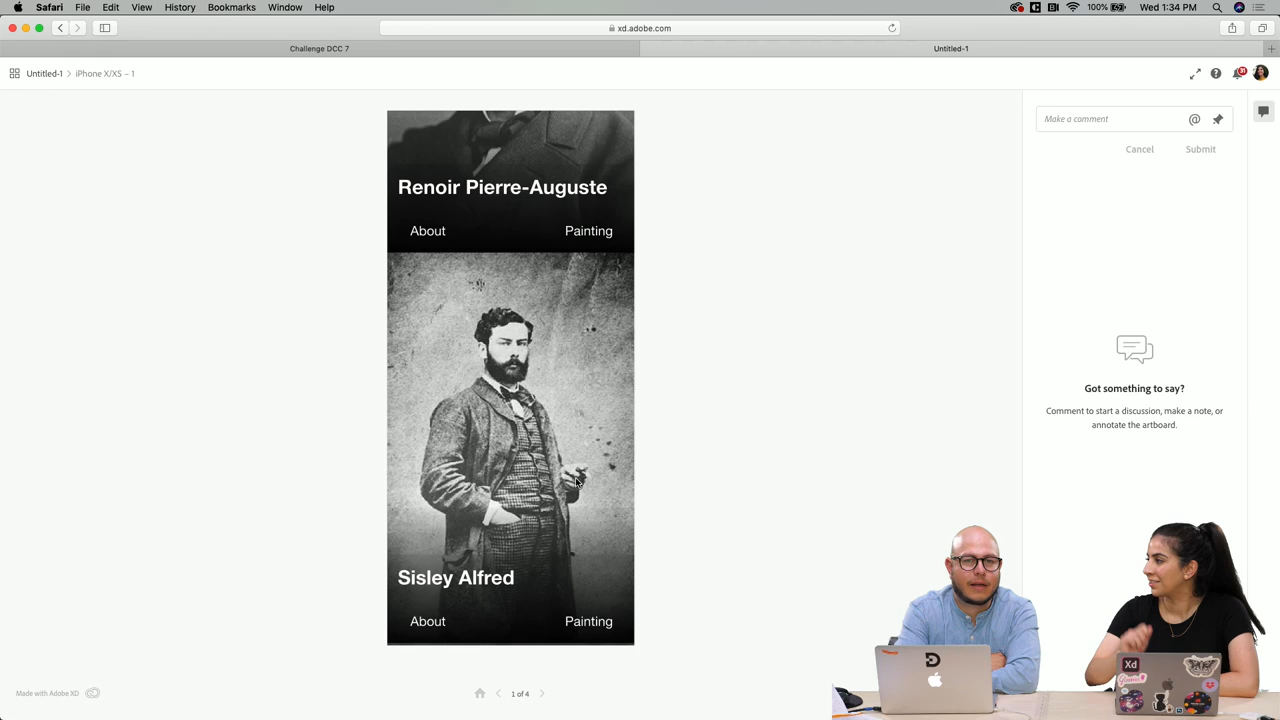 Safari File Edit View History Bookmarks Window Help 100% Wed 1:34 PM
xd.adobe.com
Challenge DCC 7 Untitled-1
Untitled-1 > iPhone X/XS – 1
Make a comment @
Cancel Submit
Renoir Pierre-Auguste
About Painting
Got something to say?
Comment to start a discussion, make a note, or
annotate the artboard.
Sisley Alfred
About Painting
Xd
Made with Adobe XD
1 of 4